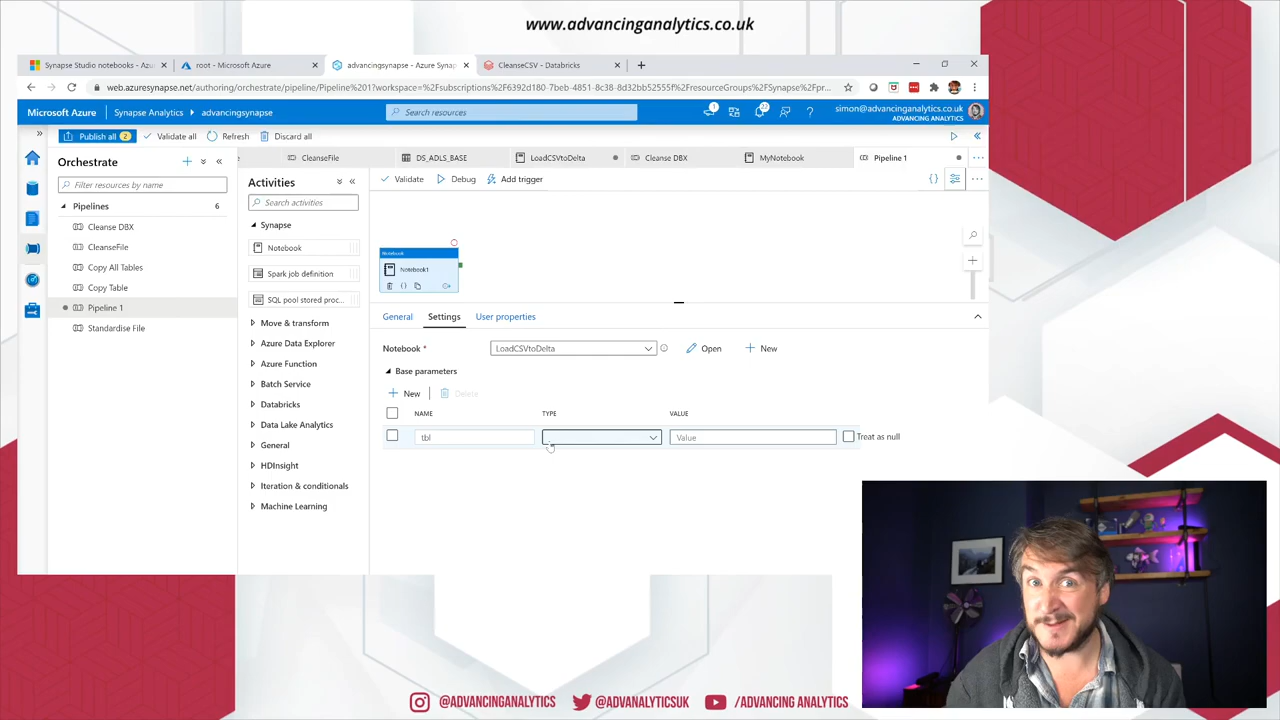 www.advancinganalytics.co.uk
Synapse Studio notebooks - Azu
root - Microsoft Azure
advancingsynapse - Azure Synap
CleanseCSV - Databricks
Microsoft Azure
Synapse Analytics
advancingsynapse
Search resources
1
22
simon@advancinganalytics.co.uk
ADVANCING ANALYTICS
Publish all
2
Validate all
Refresh
Discard all
Orchestrate
CleanseFile
DS_ADLS_BASE
LoadCSVtoDelta
Cleanse DBX
MyNotebook
Pipeline 1
Filter resources by name
Pipelines
6
Cleanse DBX
CleanseFile
Copy All Tables
Copy Table
Pipeline 1
Standardise File
Activities
Search activities
Synapse
Notebook
Spark job definition
SQL pool stored proc...
Move & transform
Azure Data Explorer
Azure Function
Batch Service
Databricks
Data Lake Analytics
General
HDInsight
Iteration & conditionals
Machine Learning
Validate
Debug
Add trigger
Notebook
Notebook1
General
Settings
User properties
Notebook *
LoadCSVtoDelta
Open
New
Base parameters
New
Delete
NAME
TYPE
VALUE
tbl
Value
Treat as null
@ADVANCINGANALYTICS
@ADVANALYTICSUK
/ADVANCING ANALYTICS